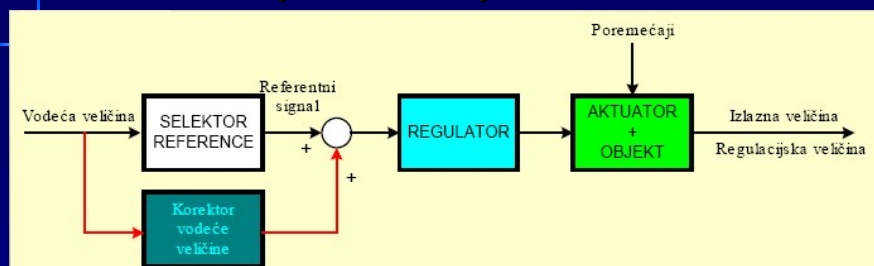 Poremećaji
Vodeća veličina
SELEKTOR
REFERENCE
Referentni
signal
+
+
REGULATOR
AKTUATOR
+
OBJEKT
Izlazna veličina
Regulacijska veličina
Korektor
vodeće
veličine